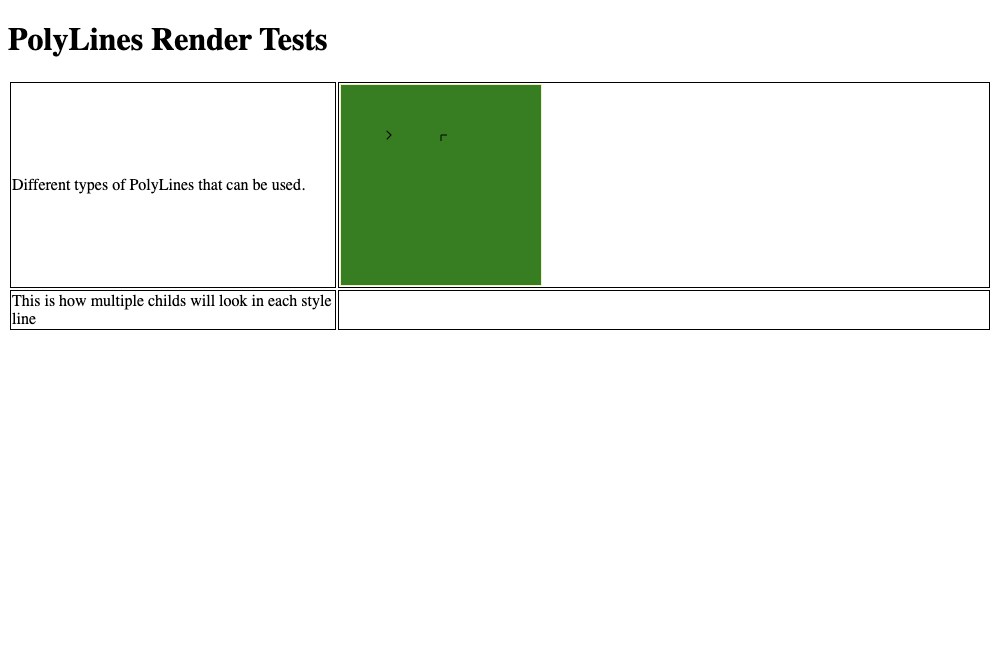 PolyLines Render Tests
Different types of PolyLines that can be used.
This is how multiple childs will look in each style
line